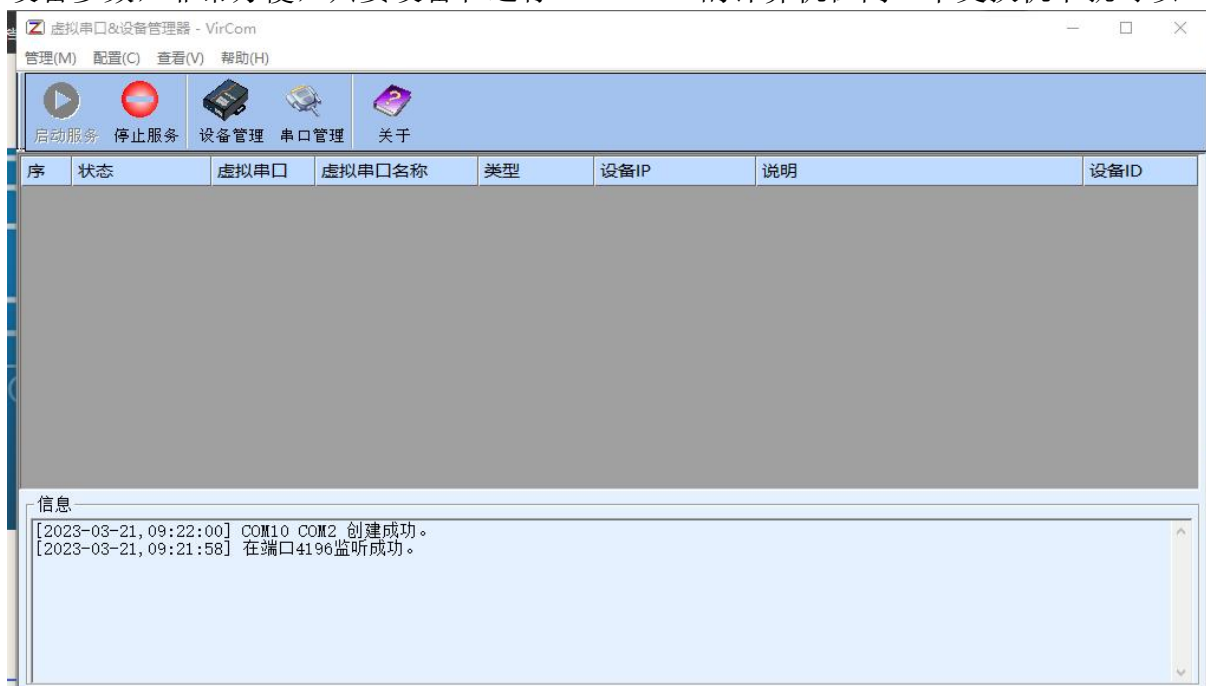 虚拟串口&设备管理器 - VirCom
管理(M) 配置(C) 查看(V) 帮助(H)
启动服务 停止服务 设备管理 串口管理 关于
序 状态 虚拟串口 虚拟串口名称 类型 设备IP 说明 设备ID
信息
[2023-03-21,09:22:00] COM10 COM2 创建成功。
[2023-03-21,09:21:58] 在端口4196监听成功。